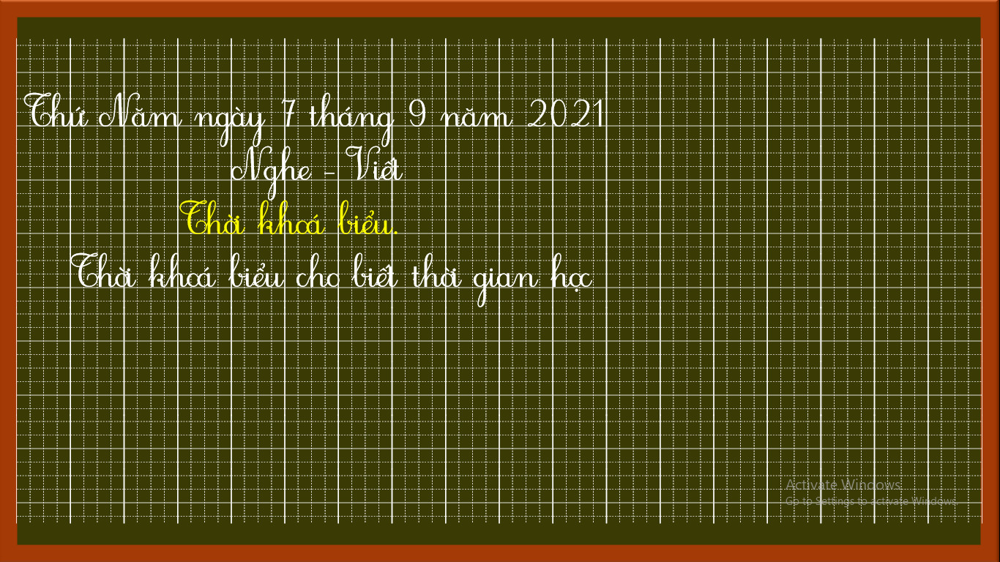 Thứ Năm ngày 7 tháng 9 năm 2021
Nghe - Viết
Thời khoá biểu.
Thời khoá biểu cho biết thời gian học
Activate Windows
Go to Settings to activate Windows.